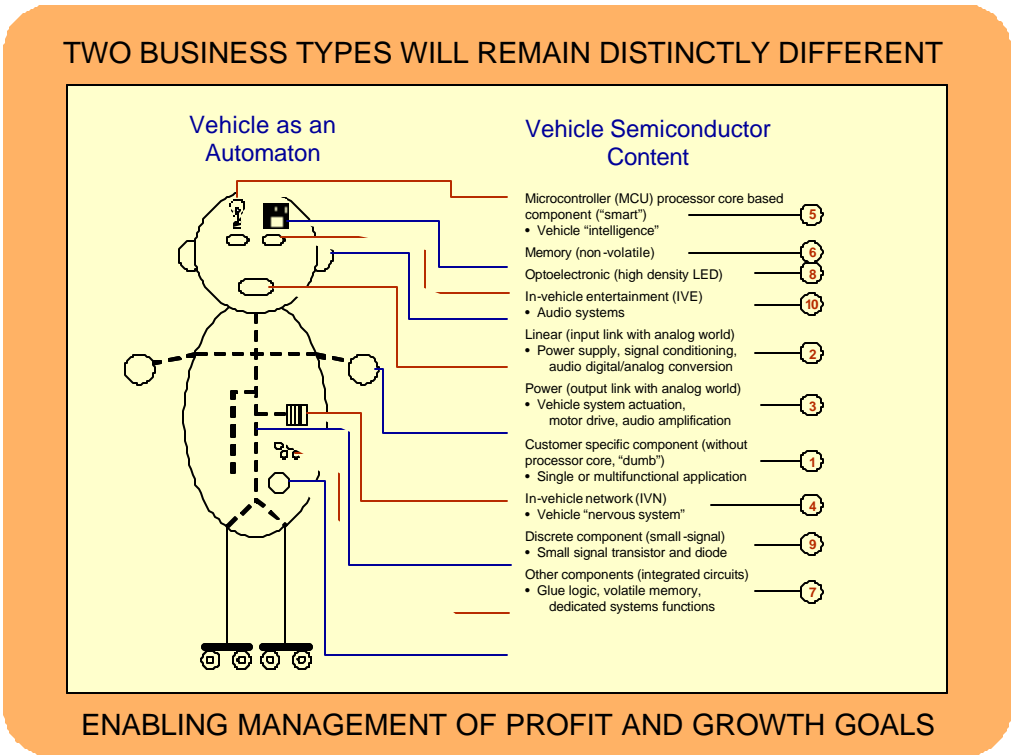 TWO BUSINESS TYPES WILL REMAIN DISTINCTLY DIFFERENT
Vehicle as an
Automaton
Vehicle Semiconductor
Content
Microcontroller (MCU) processor core based
component (“smart”)
5
• Vehicle “intelligence”
Memory (non-volatile)
6
Optoelectronic (high density LED)
8
In-vehicle entertainment (IVE)
10
• Audio systems
Linear (input link with analog world)
• Power supply, signal conditioning,
2
audio digital/analog conversion
Power (output link with analog world)
• Vehicle system actuation,
3
motor drive, audio amplification
Customer specific component (without
processor core, “dumb”)
1
• Single or multifunctional application
In-vehicle network (IVN)
4
• Vehicle “nervous system”
Discrete component (small-signal)
9
• Small signal transistor and diode
Other components (integrated circuits)
• Glue logic, volatile memory,
7
dedicated systems functions
ENABLING MANAGEMENT OF PROFIT AND GROWTH GOALS